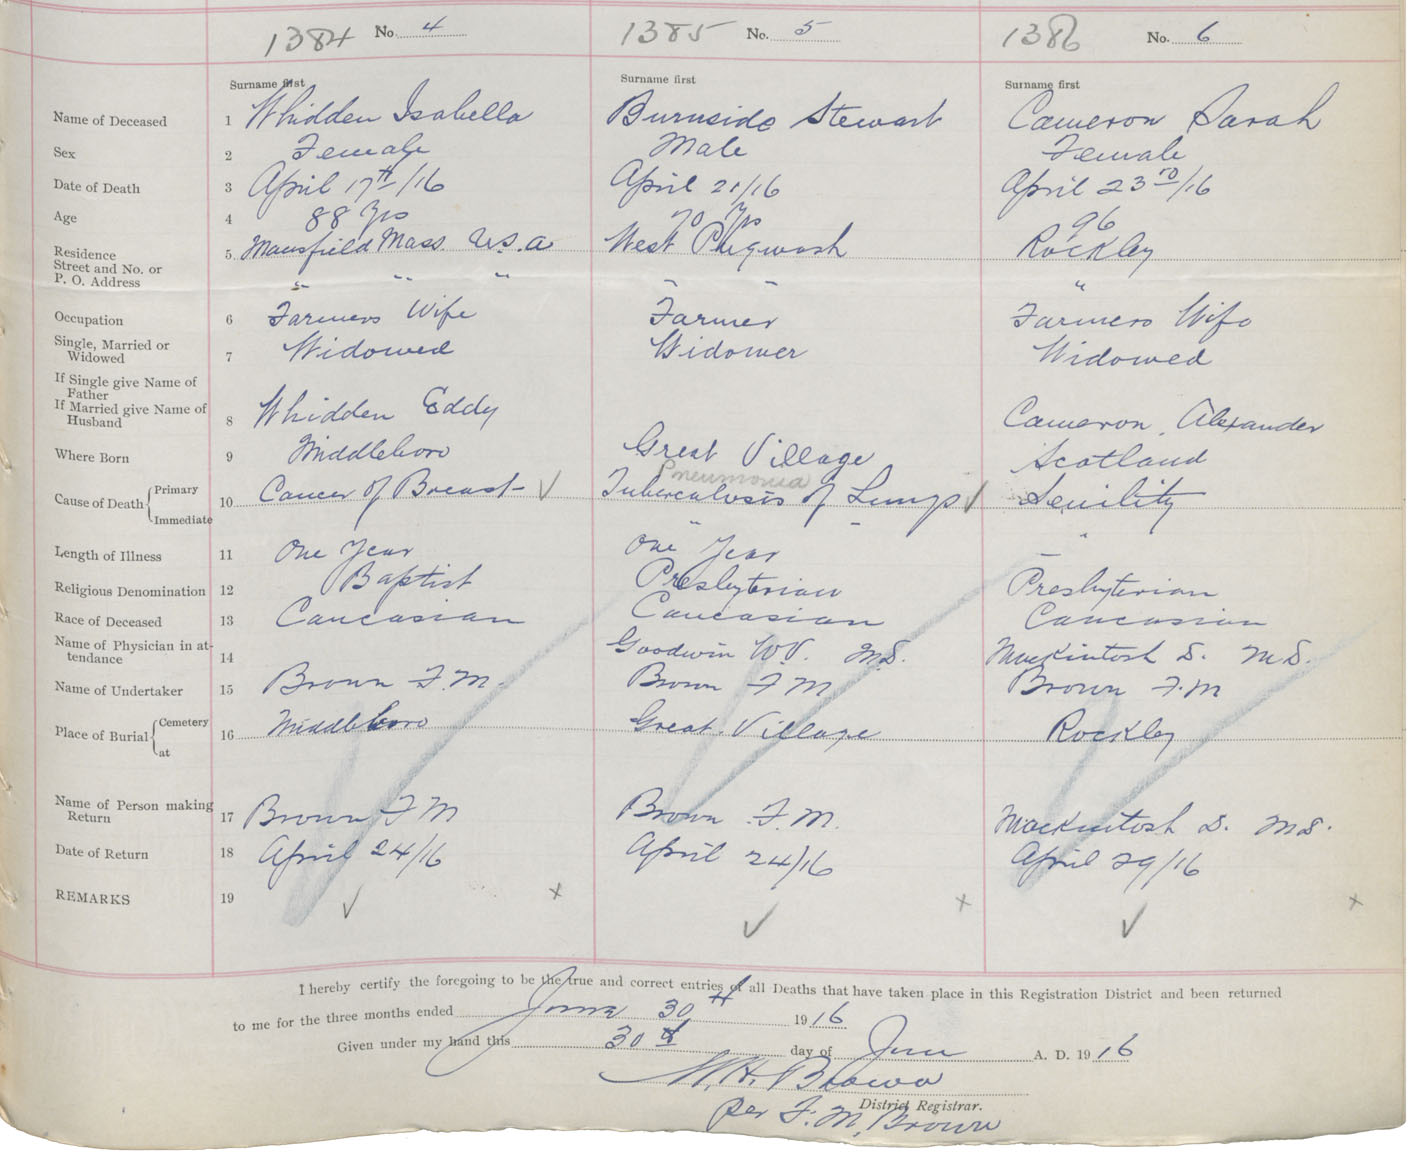 1384 No. 4 1385 No. 5 1386 No. 6
Surname first Surname first Surname first
Name of Deceased 1 Whidden Isabella Burnside Stewart Cameron Sarah
Sex 2 Female Male Female
Date of Death 3 April 17th/16 April 21/16 April 23rd/16
Age 4 88 Yrs 70 Yrs 96
Residence Street and No. or P. O. Address 5 Mansfield Mass. U.S.A West Pugwash Rockley
" " " " " "
Occupation 6 Farmers Wife Farmer Farmers Wife
Single, Married or Widowed 7 Widowed Widower Widowed
If Single give Name of Father
If Married give Name of Husband 8 Whidden Eddy Cameron, Alexander
Where Born 9 Middleboro Great Village Scotland
Pneumonia
Cause of Death { Primary Immediate 10 Cancer of Breast ✓ Tuberculosis of Lungs ✓ Senility
" " "
Length of Illness 11 One Year One Year —
Religious Denomination 12 Baptist Presbyterian Presbyterian
Race of Deceased 13 Caucasian Caucasian Caucasian
Name of Physician in attendance 14 Goodwin W.V. M.D. Mackintosh D. M.D.
Name of Undertaker 15 Brown F.M. Brown F M Brown F.M
Place of Burial { Cemetery at 16 Middleboro Great Village Rockley
Name of Person making Return 17 Brown F M Brown F.M. Mackintosh D. M.D.
Date of Return 18 April 24/16 April 24/16 April 29/16
REMARKS 19 ✓ x ✓ x ✓ x
I hereby certify the foregoing to be the true and correct entries of all Deaths that have taken place in this Registration District and been returned
to me for the three months ended June 30th 1916
Given under my hand this 30th day of June A. D. 1916
W. H. Brown
District Registrar.
per F. M. Brown